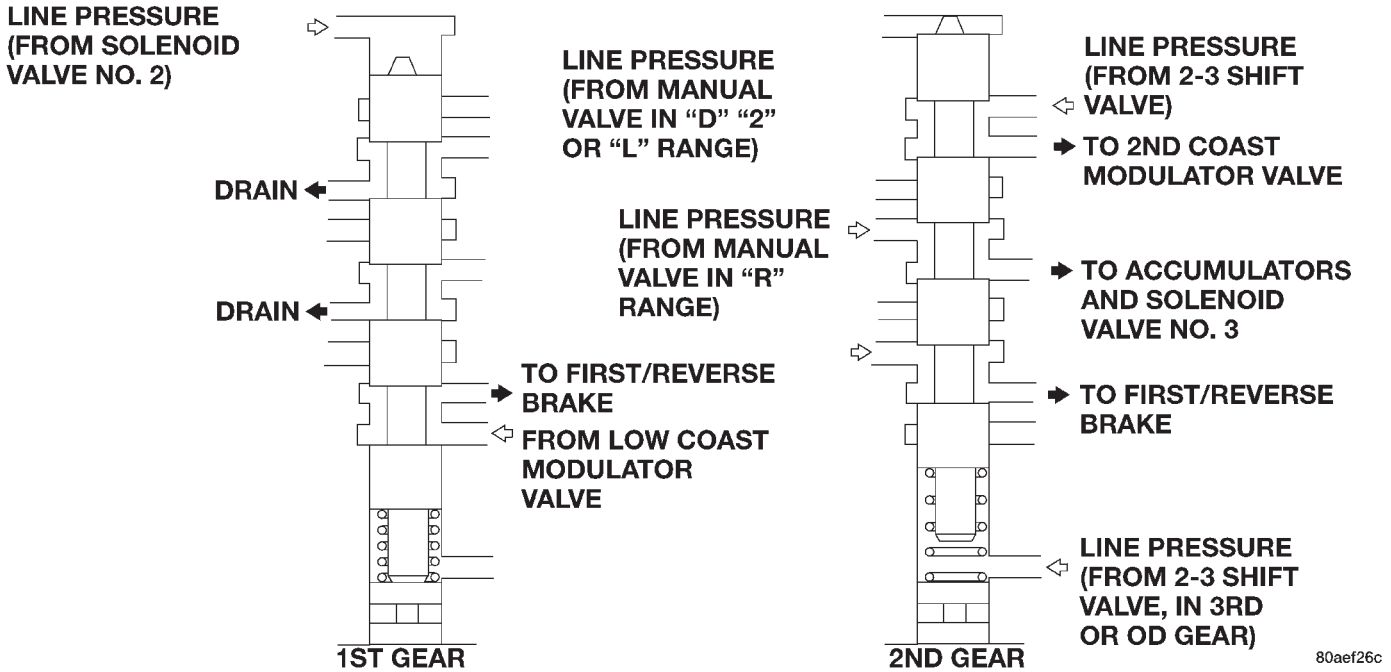 LINE PRESSURE
(FROM SOLENOID
VALVE NO. 2)
DRAIN
DRAIN
TO FIRST/REVERSE
BRAKE
FROM LOW COAST
MODULATOR
VALVE
1ST GEAR
LINE PRESSURE
(FROM MANUAL
VALVE IN “D” “2”
OR “L” RANGE)
LINE PRESSURE
(FROM MANUAL
VALVE IN “R”
RANGE)
LINE PRESSURE
(FROM 2-3 SHIFT
VALVE)
TO 2ND COAST
MODULATOR VALVE
TO ACCUMULATORS
AND SOLENOID
VALVE NO. 3
TO FIRST/REVERSE
BRAKE
LINE PRESSURE
(FROM 2-3 SHIFT
VALVE, IN 3RD
OR OD GEAR)
2ND GEAR
80aef26c